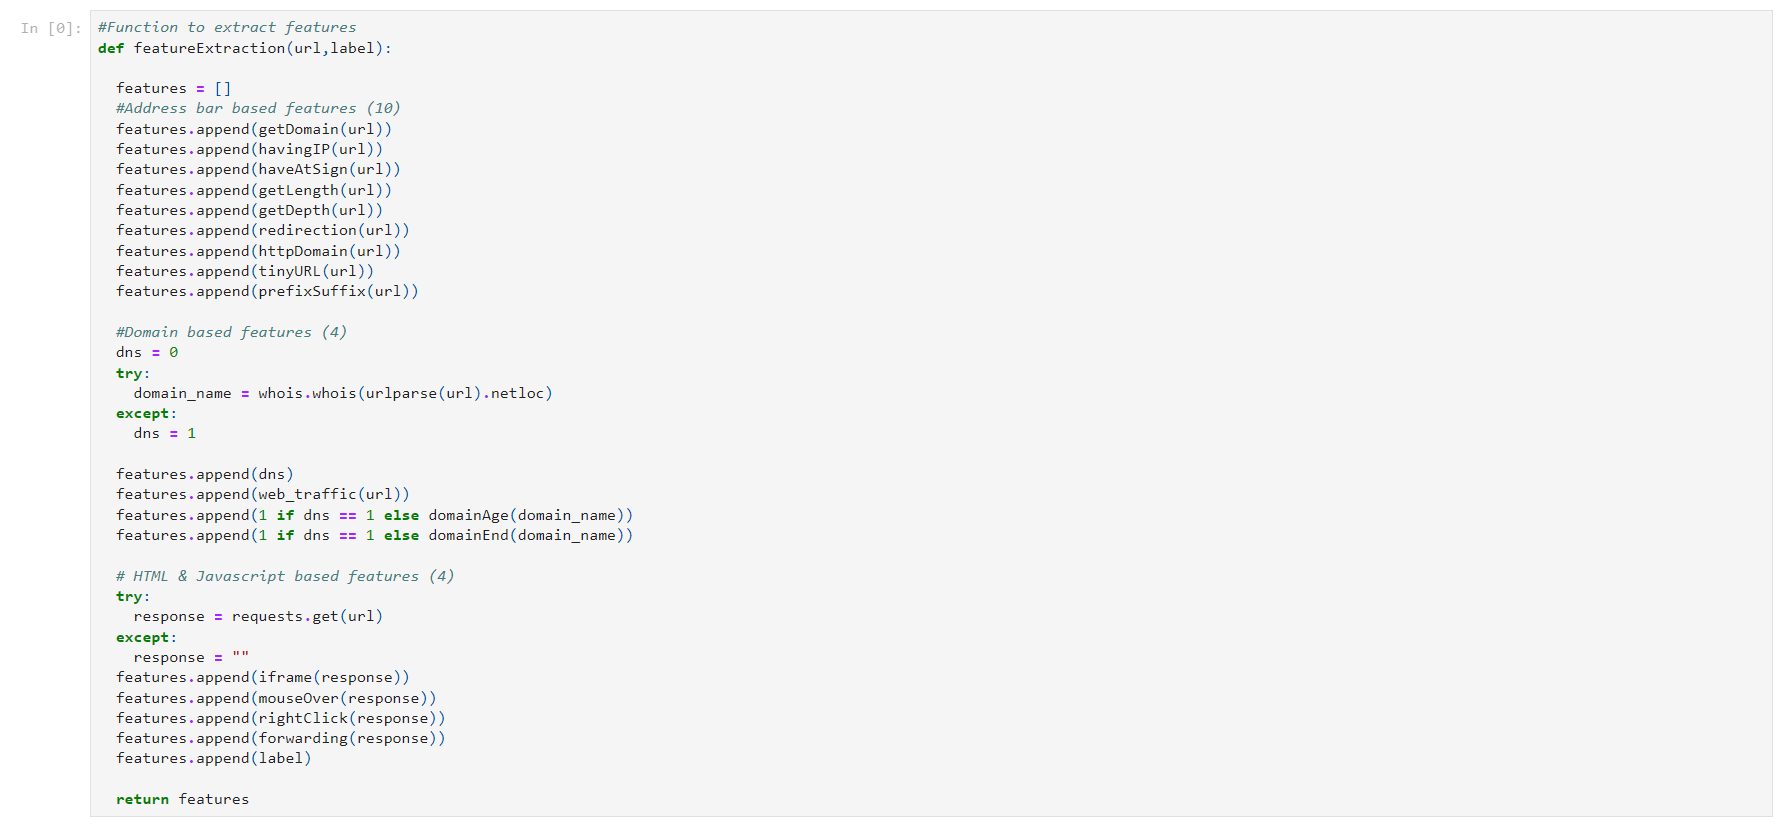 In [0]:
#Function to extract features
def featureExtraction(url,label):
features = []
#Address bar based features (10)
features.append(getDomain(url))
features.append(havingIP(url))
features.append(haveAtSign(url))
features.append(getLength(url))
features.append(getDepth(url))
features.append(redirection(url))
features.append(httpDomain(url))
features.append(tinyURL(url))
features.append(prefixSuffix(url))
#Domain based features (4)
dns = 0
try:
domain_name = whois.whois(urlparse(url).netloc)
except:
dns = 1
features.append(dns)
features.append(web_traffic(url))
features.append(1 if dns == 1 else domainAge(domain_name))
features.append(1 if dns == 1 else domainEnd(domain_name))
# HTML & Javascript based features (4)
try:
response = requests.get(url)
except:
response = ""
features.append(iframe(response))
features.append(mouseOver(response))
features.append(rightClick(response))
features.append(forwarding(response))
features.append(label)
return features